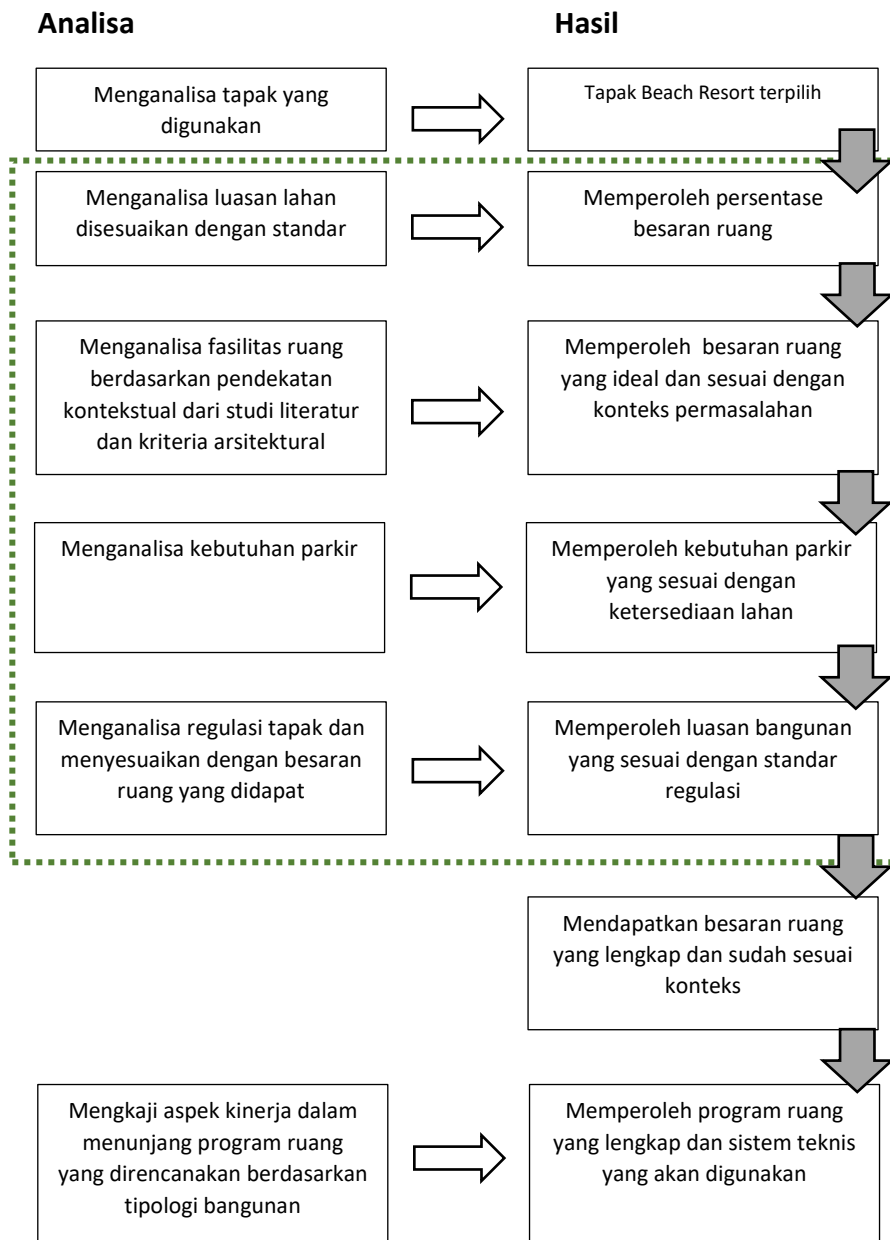 Analisa
Hasil
Menganalisa tapak yang
digunakan
Tapak Beach Resort terpilih
Menganalisa luasan lahan
disesuaikan dengan standar
Memperoleh persentase
besaran ruang
Menganalisa fasilitas ruang
berdasarkan pendekatan
kontekstual dari studi literatur
dan kriteria arsitektural
Memperoleh besaran ruang
yang ideal dan sesuai dengan
konteks permasalahan
Menganalisa kebutuhan parkir
Memperoleh kebutuhan parkir
yang sesuai dengan
ketersediaan lahan
Menganalisa regulasi tapak dan
menyesuaikan dengan besaran
ruang yang didapat
Memperoleh luasan bangunan
yang sesuai dengan standar
regulasi
Mendapatkan besaran ruang
yang lengkap dan sudah sesuai
konteks
Mengkaji aspek kinerja dalam
menunjang program ruang
yang direncanakan berdasarkan
tipologi bangunan
Memperoleh program ruang
yang lengkap dan sistem teknis
yang akan digunakan